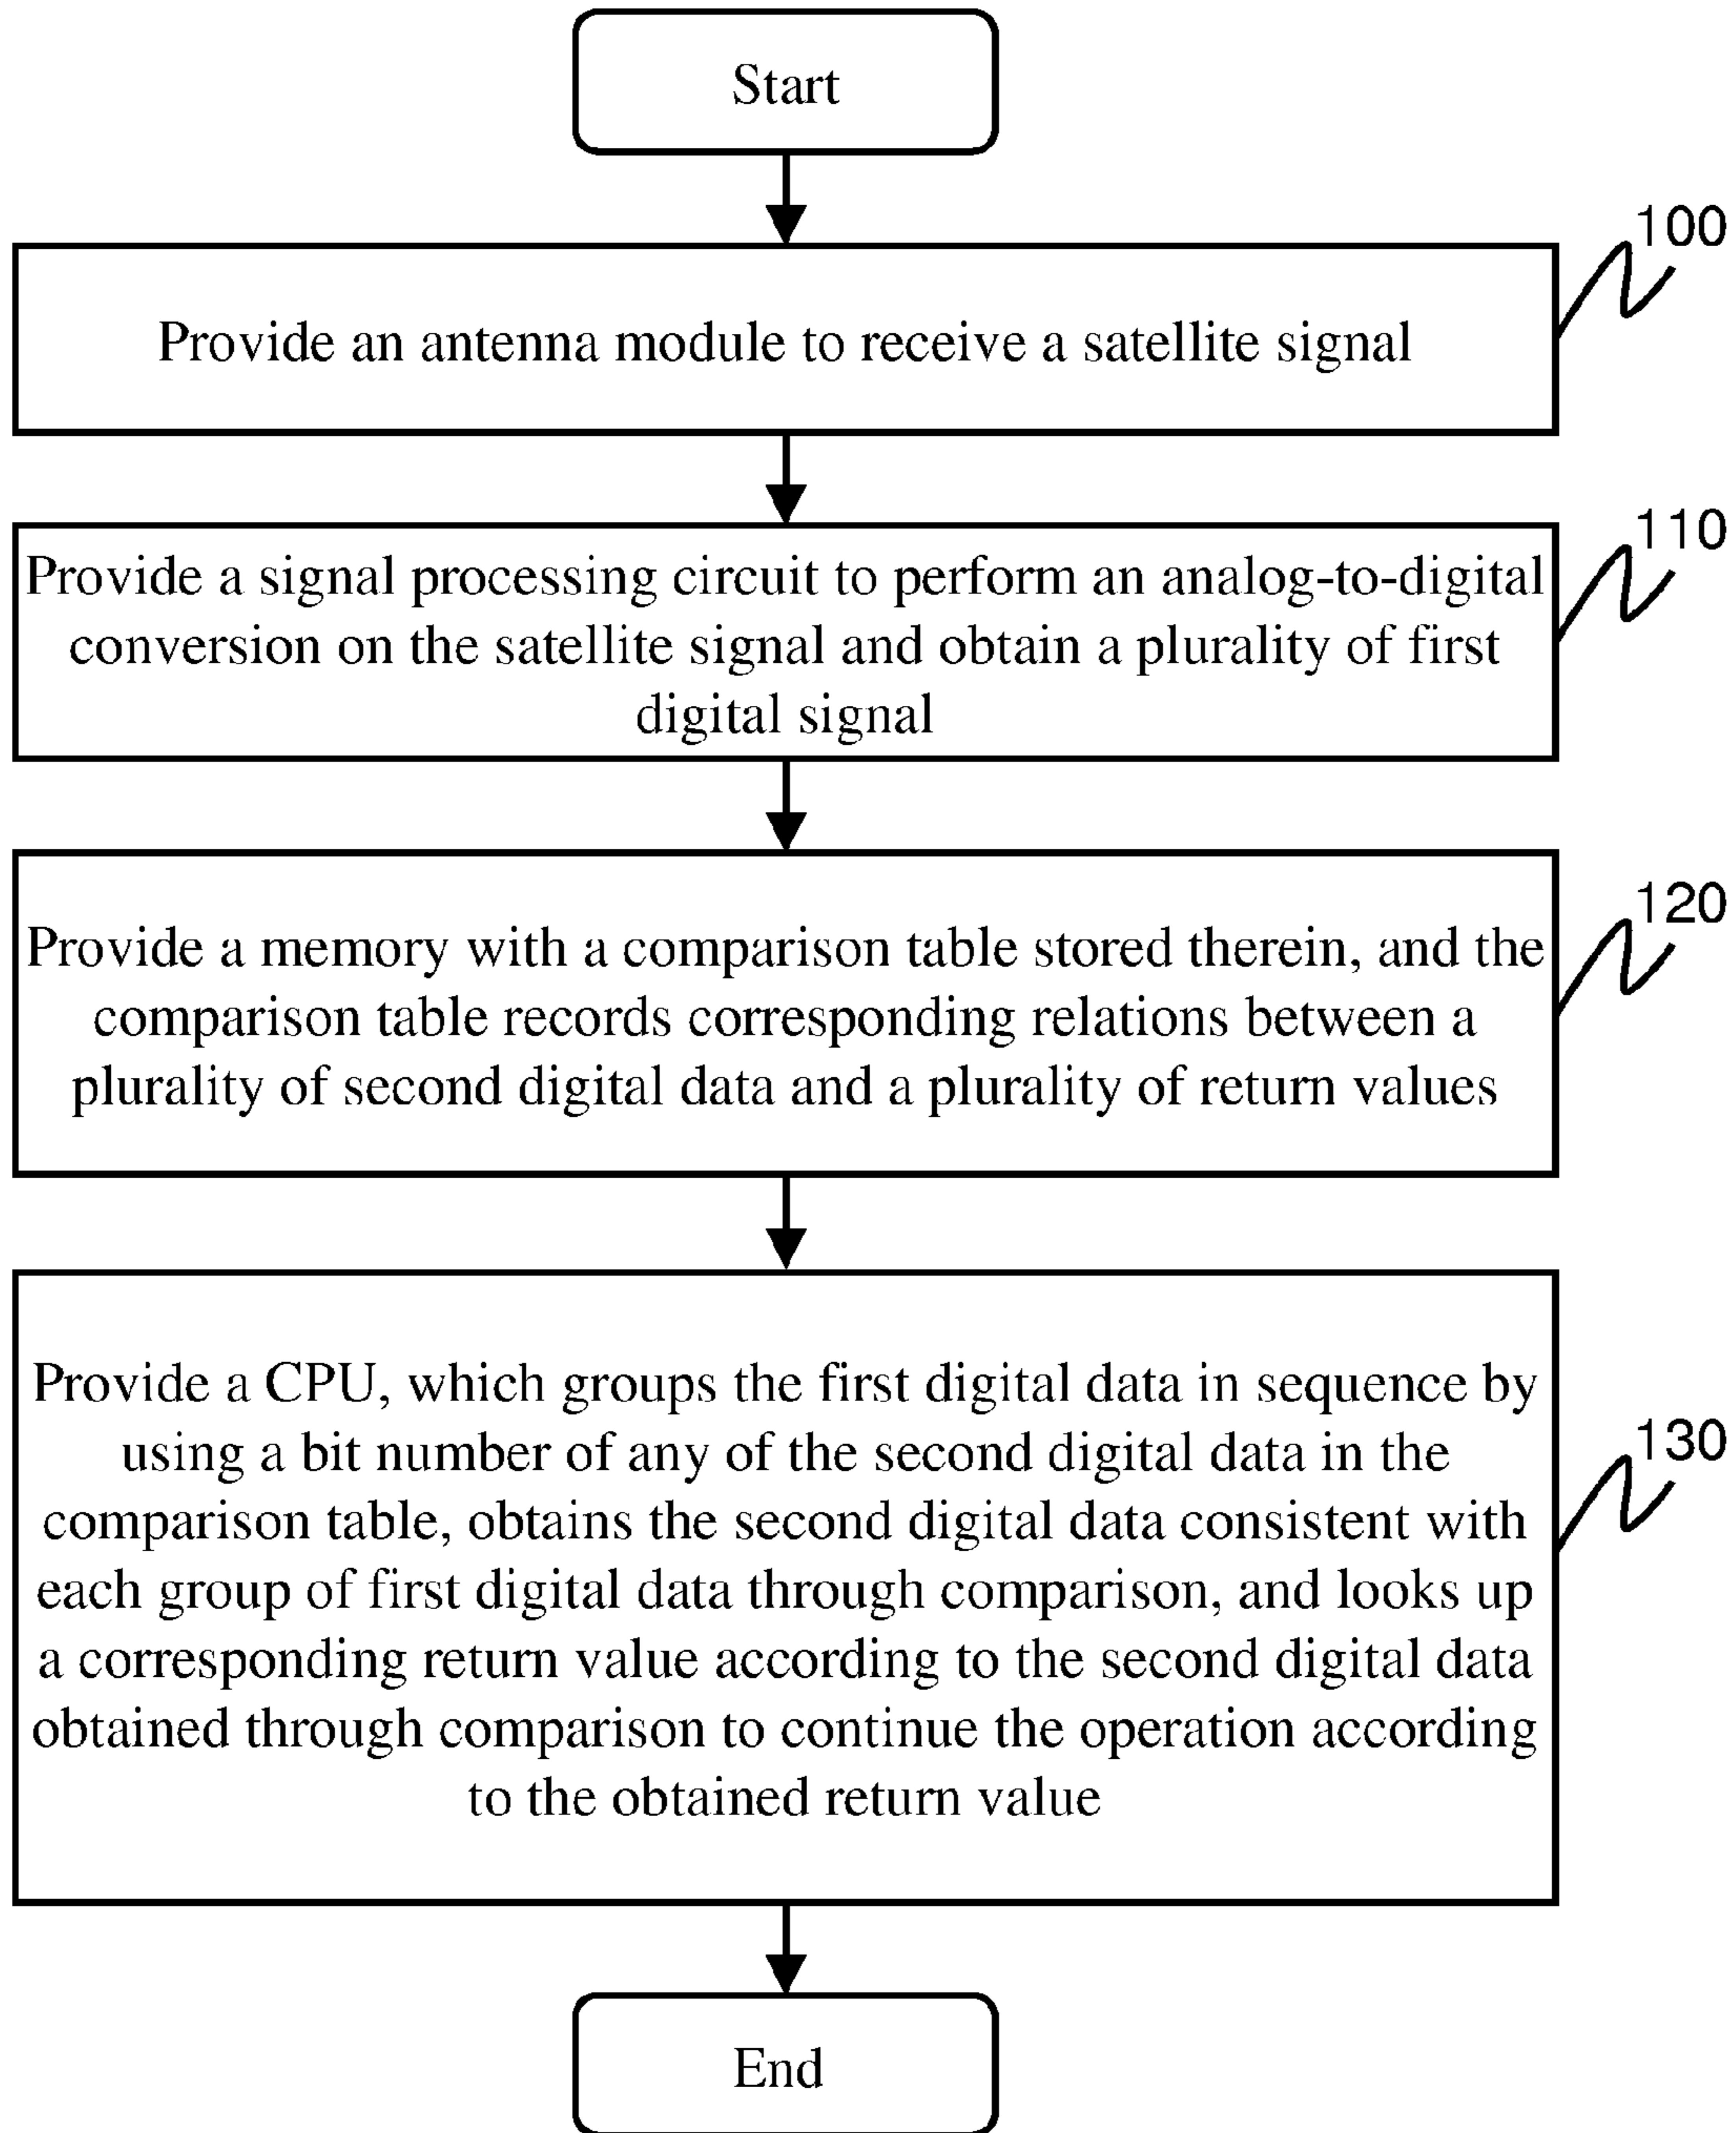 Start
100
Provide an antenna module to receive a satellite signal
110
Provide a signal processing circuit to perform an analog-to-digital
conversion on the satellite signal and obtain a plurality of first
digital signal
120
Provide a memory with a comparison table stored therein, and the
comparison table records corresponding relations between a
plurality of second digital data and a plurality of return values
130
Provide a CPU, which groups the first digital data in sequence by
using a bit number of any of the second digital data in the
comparison table, obtains the second digital data consistent with
each group of first digital data through comparison, and looks up
a corresponding return value according to the second digital data
obtained through comparison to continue the operation according
to the obtained return value
End